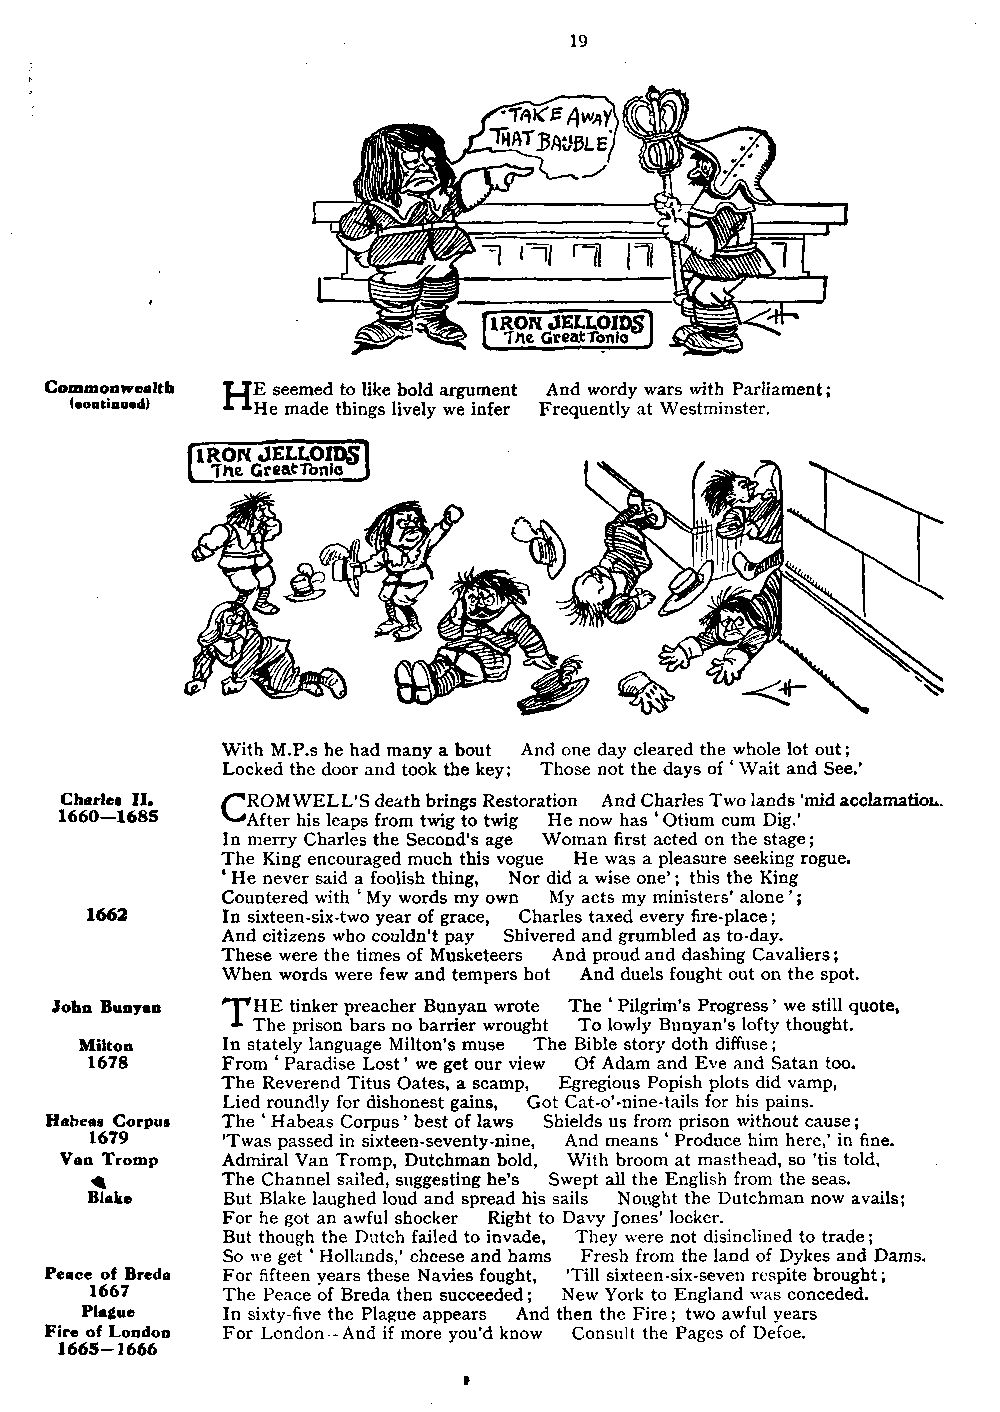 19
'TAKE AWAY
THAT BAUBLE'
IRON JELLOIDS
The Great Tonic
Commonwealth
(continued)
HE seemed to like bold argument And wordy wars with Parliament;
He made things lively we infer Frequently at Westminster.
IRON JELLOIDS
The Great Tonic
With M.P.s he had many a bout And one day cleared the whole lot out;
Locked the door and took the key; Those not the days of 'Wait and See.'
Charles II.
1660—1685
CROMWELL'S death brings Restoration And Charles Two lands 'mid acclamation.
After his leaps from twig to twig He now has 'Otium cum Dig.'
In merry Charles the Second's age Woman first acted on the stage;
The King encouraged much this vogue He was a pleasure seeking rogue.
'He never said a foolish thing, Nor did a wise one'; this the King
Countered with 'My words my own My acts my ministers' alone';
1662
In sixteen-six-two year of grace, Charles taxed every fire-place;
And citizens who couldn't pay Shivered and grumbled as to-day.
These were the times of Musketeers And proud and dashing Cavaliers;
When words were few and tempers hot And duels fought out on the spot.
John Bunyan
THE tinker preacher Bunyan wrote The 'Pilgrim's Progress' we still quote,
The prison bars no barrier wrought To lowly Bunyan's lofty thought.
Milton
1678
In stately language Milton's muse The Bible story doth diffuse;
From 'Paradise Lost' we get our view Of Adam and Eve and Satan too.
The Reverend Titus Oates, a scamp, Egregious Popish plots did vamp,
Lied roundly for dishonest gains, Got Cat-o'-nine-tails for his pains.
Habeas Corpus
1679
The 'Habeas Corpus' best of laws Shields us from prison without cause;
'Twas passed in sixteen-seventy-nine, And means 'Produce him here,' in fine.
Van Tromp
&
Blake
Admiral Van Tromp, Dutchman bold, With broom at masthead, so 'tis told,
The Channel sailed, suggesting he's Swept all the English from the seas.
But Blake laughed loud and spread his sails Nought the Dutchman now avails;
For he got an awful shocker Right to Davy Jones' locker.
But though the Dutch failed to invade, They were not disinclined to trade;
So we get 'Hollands,' cheese and hams Fresh from the land of Dykes and Dams.
Peace of Breda
1667
For fifteen years these Navies fought, 'Till sixteen-six-seven respite brought;
The Peace of Breda then succeeded; New York to England was conceded.
Plague
Fire of London
1665—1666
In sixty-five the Plague appears And then the Fire; two awful years
For London—And if more you'd know Consult the Pages of Defoe.